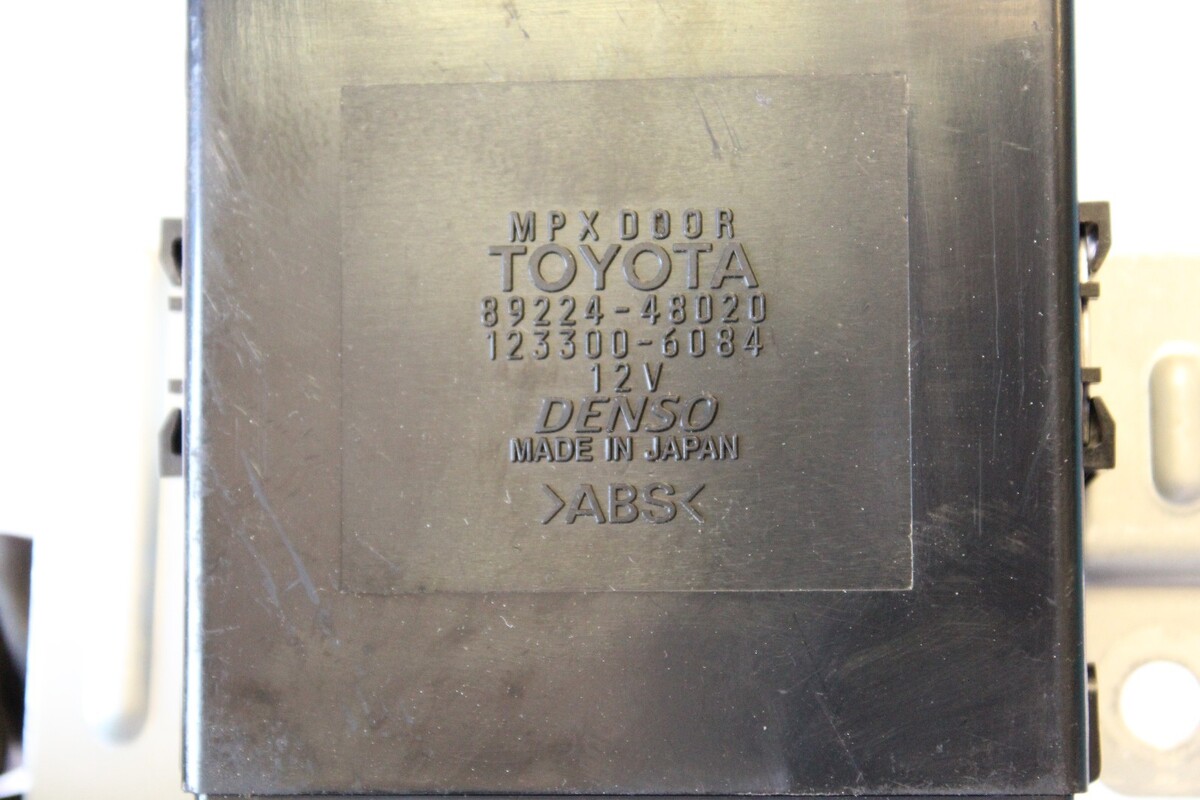 MPX DOOR
TOYOTA
89224-48020
123300-6084
12V
DENSO
MADE IN JAPAN
>ABS<